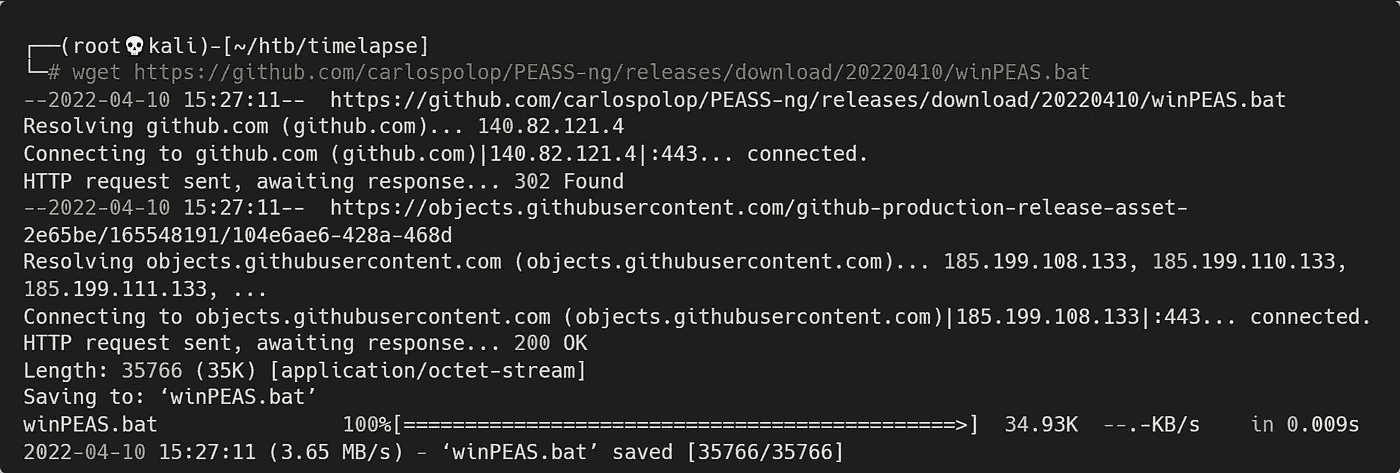 ┌──(root💀kali)-[~/htb/timelapse]
└─# wget https://github.com/carlospolop/PEASS-ng/releases/download/20220410/winPEAS.bat
--2022-04-10 15:27:11--  https://github.com/carlospolop/PEASS-ng/releases/download/20220410/winPEAS.bat
Resolving github.com (github.com)... 140.82.121.4
Connecting to github.com (github.com)|140.82.121.4|:443... connected.
HTTP request sent, awaiting response... 302 Found
--2022-04-10 15:27:11--  https://objects.githubusercontent.com/github-production-release-asset-
2e65be/165548191/104e6ae6-428a-468d
Resolving objects.githubusercontent.com (objects.githubusercontent.com)... 185.199.108.133, 185.199.110.133,
185.199.111.133, ...
Connecting to objects.githubusercontent.com (objects.githubusercontent.com)|185.199.108.133|:443... connected.
HTTP request sent, awaiting response... 200 OK
Length: 35766 (35K) [application/octet-stream]
Saving to: ‘winPEAS.bat’
winPEAS.bat               100%[=============================================>]  34.93K  --.-KB/s    in 0.009s
2022-04-10 15:27:11 (3.65 MB/s) - ‘winPEAS.bat’ saved [35766/35766]